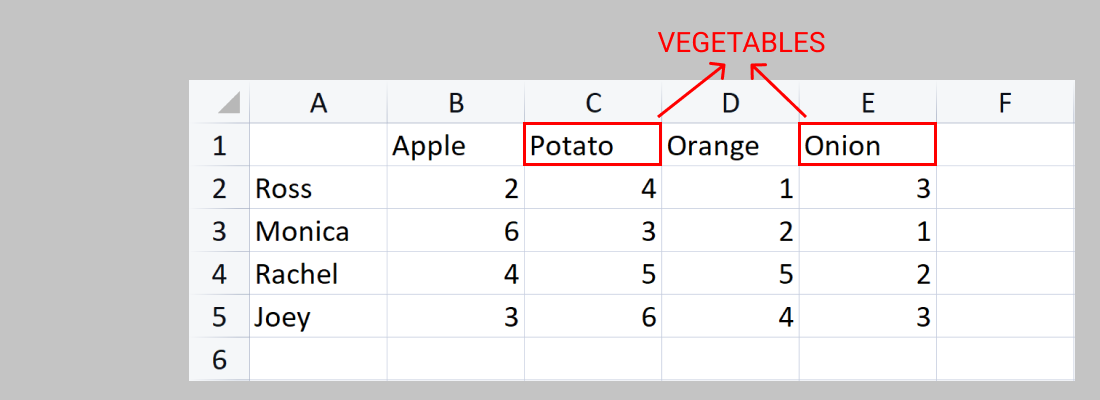 VEGETABLES
A B C D E F
1 Apple Potato Orange Onion
2 Ross 2 4 1 3
3 Monica 6 3 2 1
4 Rachel 4 5 5 2
5 Joey 3 6 4 3
6